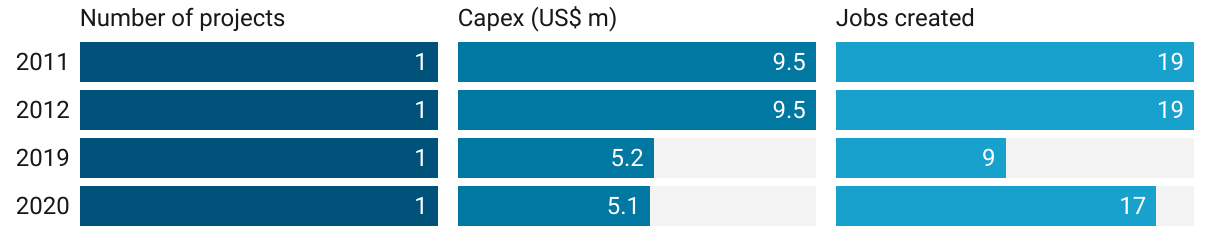 Number of projects Capex (US$ m) Jobs created
2011 1 9.5 19
2012 1 9.5 19
2019 1 5.2 9
2020 1 5.1 17